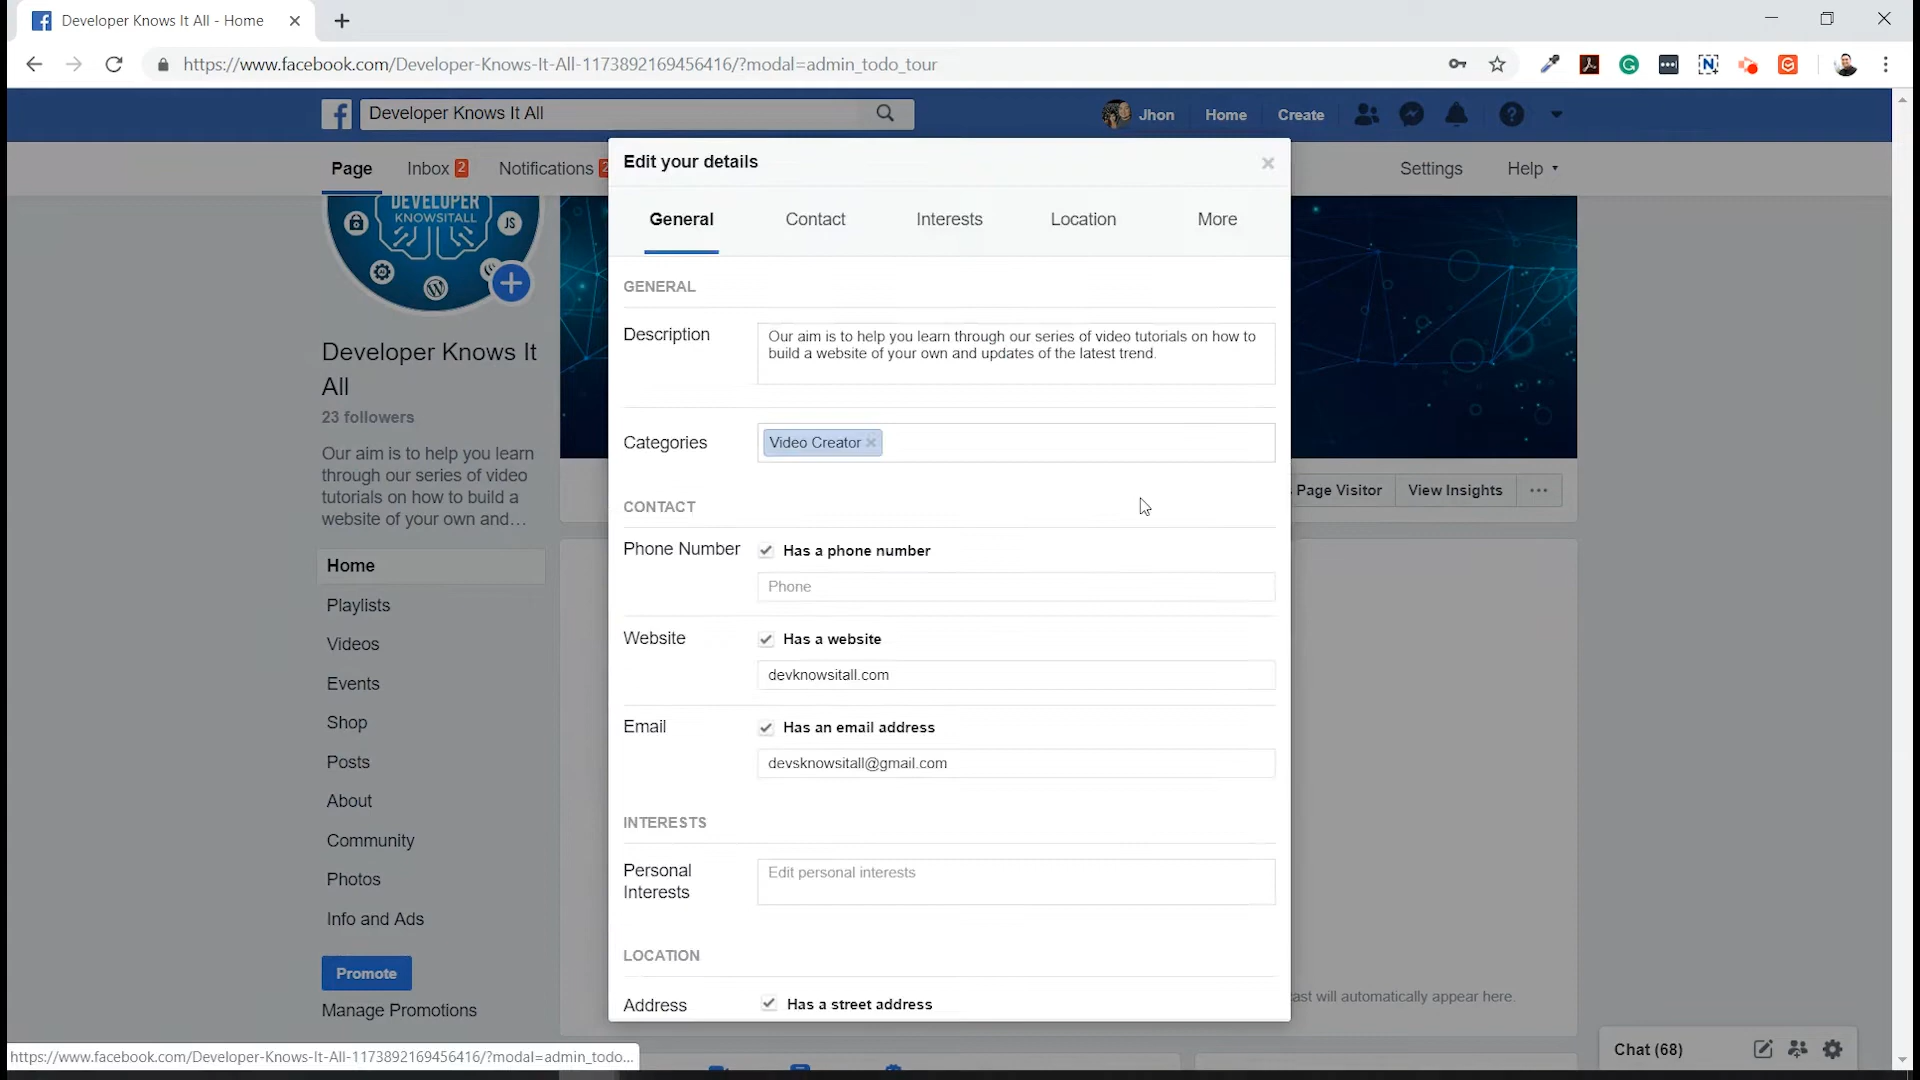 Developer Knows It All - Home
https://www.facebook.com/Developer-Knows-It-All-1173892169456416/?modal=admin_todo_tour
Developer Knows It All
Jhon
Home
Create
Page
Inbox 2
Notifications
Settings
Help
DEVELOPER
KNOWSITALL
JS
Developer Knows It
All
23 followers
Our aim is to help you learn
through our series of video
tutorials on how to build a
website of your own and...
Home
Playlists
Videos
Events
Shop
Posts
About
Community
Photos
Info and Ads
Promote
Manage Promotions
Edit your details
General
Contact
Interests
Location
More
GENERAL
Description
Our aim is to help you learn through our series of video tutorials on how to
build a website of your own and updates of the latest trend.
Categories
Video Creator
CONTACT
Phone Number
Has a phone number
Phone
Website
Has a website
devknowsitall.com
Email
Has an email address
devsknowsitall@gmail.com
INTERESTS
Personal
Interests
Edit personal interests
LOCATION
Address
Has a street address
Page Visitor
View Insights
will automatically appear here.
Chat (68)
https://www.facebook.com/Developer-Knows-It-All-1173892169456416/?modal=admin_todo...